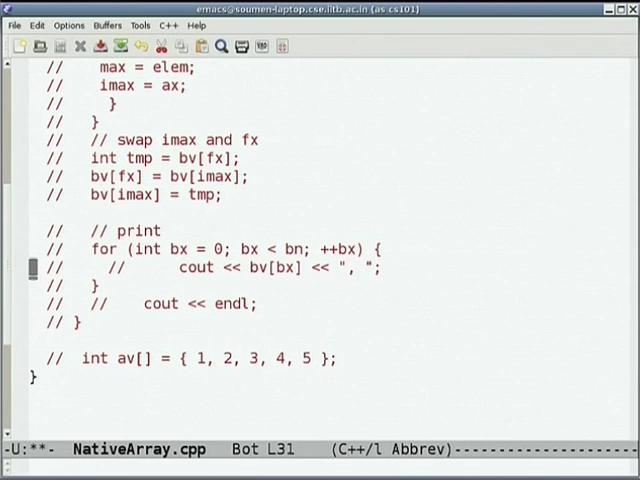 emacs@soumen-laptop.cse.iitb.ac.in (as cs101)
File Edit Options Buffers Tools C++ Help
//    max = elem;
//    imax = ax;
//     }
//   }
//   // swap imax and fx
//   int tmp = bv[fx];
//   bv[fx] = bv[imax];
//   bv[imax] = tmp;
//   // print
//   for (int bx = 0; bx < bn; ++bx) {
//     //      cout << bv[bx] << ", ";
//   }
//   //    cout << endl;
// }
//  int av[] = { 1, 2, 3, 4, 5 };
}
-U:**-  NativeArray.cpp   Bot L31    (C++/l Abbrev)--------------------